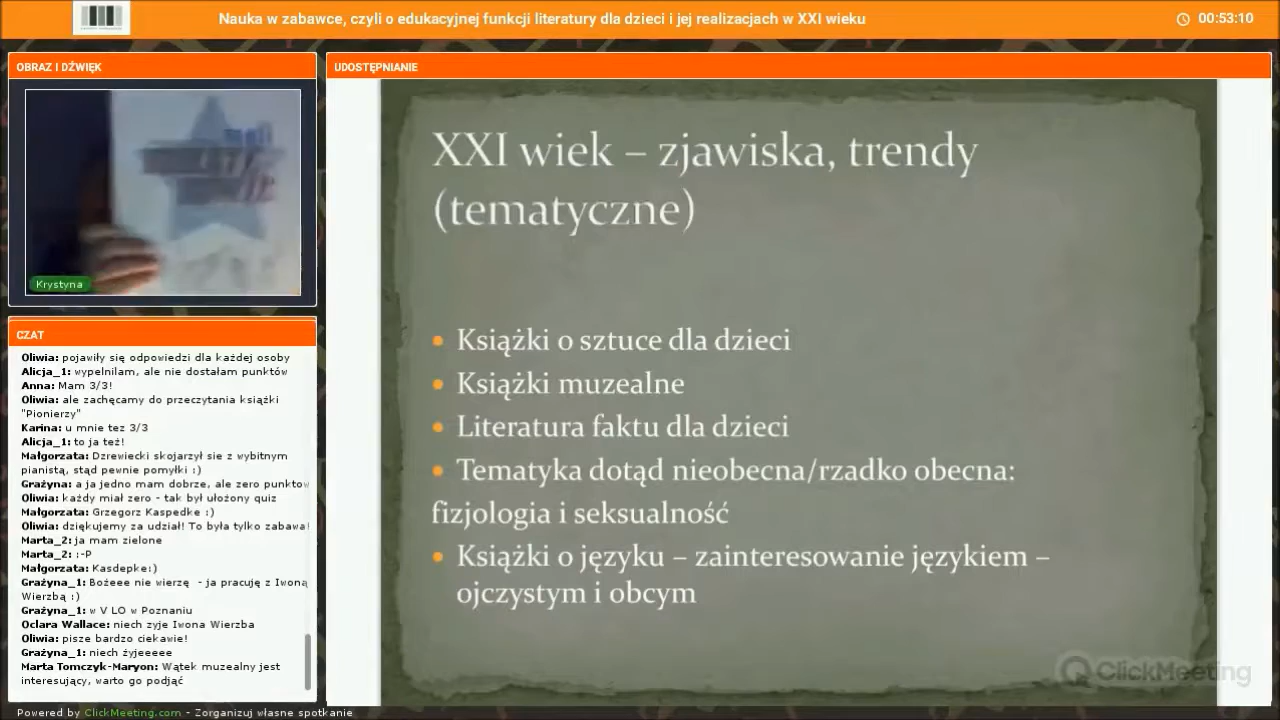 Nauka w zabawce, czyli o edukacyjnej funkcji literatury dla dzieci i jej realizacjach w XXI wieku
00:53:10
OBRAZ I DŹWIĘK
Krystyna
CZAT
Oliwia: pojawiły się odpowiedzi dla każdej osoby
Alicja_1: wypelnilam, ale nie dostałam punktów
Anna: Mam 3/3!
Oliwia: ale zachęcamy do przeczytania książki
"Pionierzy"
Karina: u mnie tez 3/3
Alicja_1: to ja też!
Małgorzata: Dzrewiecki skojarzył sie z wybitnym
pianistą, stąd pewnie pomyłki :)
Grażyna: a ja jedno mam dobrze, ale zero punktow
Oliwia: każdy miał zero - tak był ułożony quiz
Małgorzata: Grzegorz Kaspedke :)
Oliwia: dziękujemy za udział! To była tylko zabawa!
Marta_2: ja mam zielone
Marta_2: :-P
Małgorzata: Kasdepke:)
Grażyna_1: Bożeee nie wierzę - ja pracuję z Iwoną
Wierzbą :)
Grażyna_1: w V LO w Poznaniu
Oclara Wallace: niech zyje Iwona Wierzba
Oliwia: pisze bardzo ciekawie!
Grażyna_1: niech żyjeeeee
Marta Tomczyk-Maryon: Wątek muzealny jest
interesujący, warto go podjąć
UDOSTĘPNIANIE
XXI wiek – zjawiska, trendy
(tematyczne)
• Książki o sztuce dla dzieci
• Książki muzealne
• Literatura faktu dla dzieci
• Tematyka dotąd nieobecna/rzadko obecna:
fizjologia i seksualność
• Książki o języku – zainteresowanie językiem –
ojczystym i obcym
ClickMeeting
Powered by ClickMeeting.com - Zorganizuj własne spotkanie